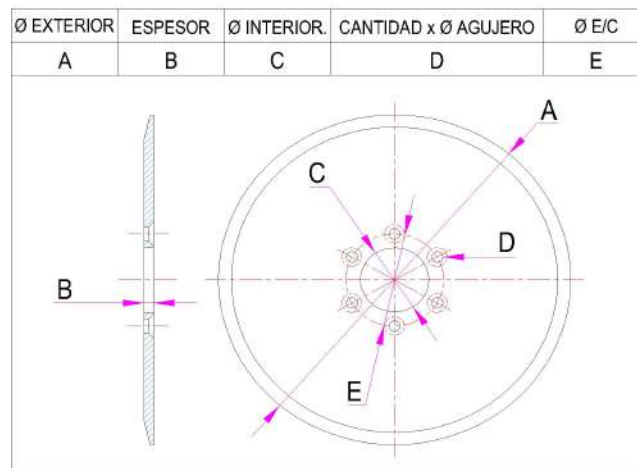 Ø EXTERIOR ESPESOR Ø INTERIOR. CANTIDAD x Ø AGUJERO Ø E/C
A B C D E
A
C
D
B
E